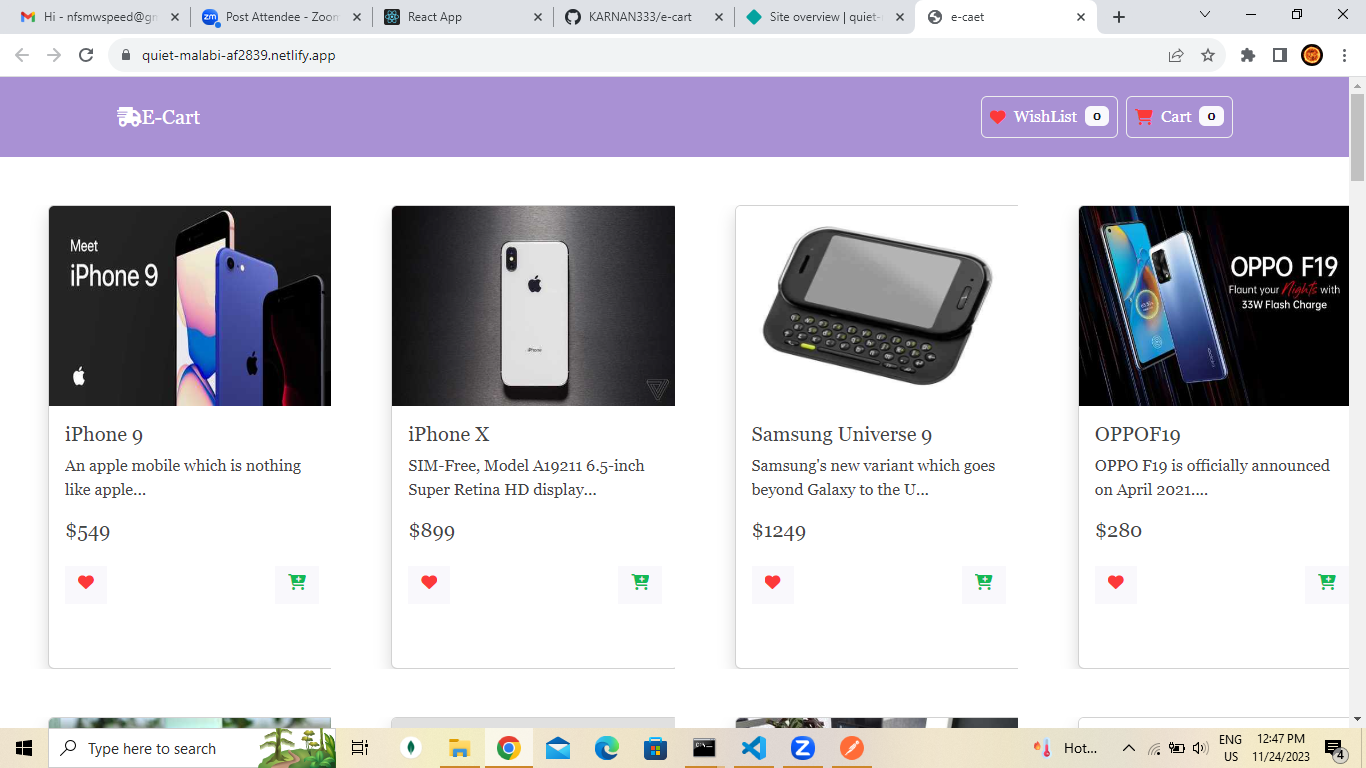 Hi - nfsmwspeed@gm
zm
Post Attendee - Zoom
React App
KARNAN333/e-cart
Site overview | quiet-
e-caet
quiet-malabi-af2839.netlify.app
E-Cart
WishList 0
Cart 0
Meet
iPhone 9
iPhone
OPPO F19
Flaunt your Nights with
33W Flash Charge
iPhone 9
An apple mobile which is nothing
like apple...
$549
iPhone X
SIM-Free, Model A19211 6.5-inch
Super Retina HD display...
$899
Samsung Universe 9
Samsung's new variant which goes
beyond Galaxy to the U...
$1249
OPPOF19
OPPO F19 is officially announced
on April 2021....
$280
Type here to search
Hot...
ENG
US
12:47 PM
11/24/2023
4